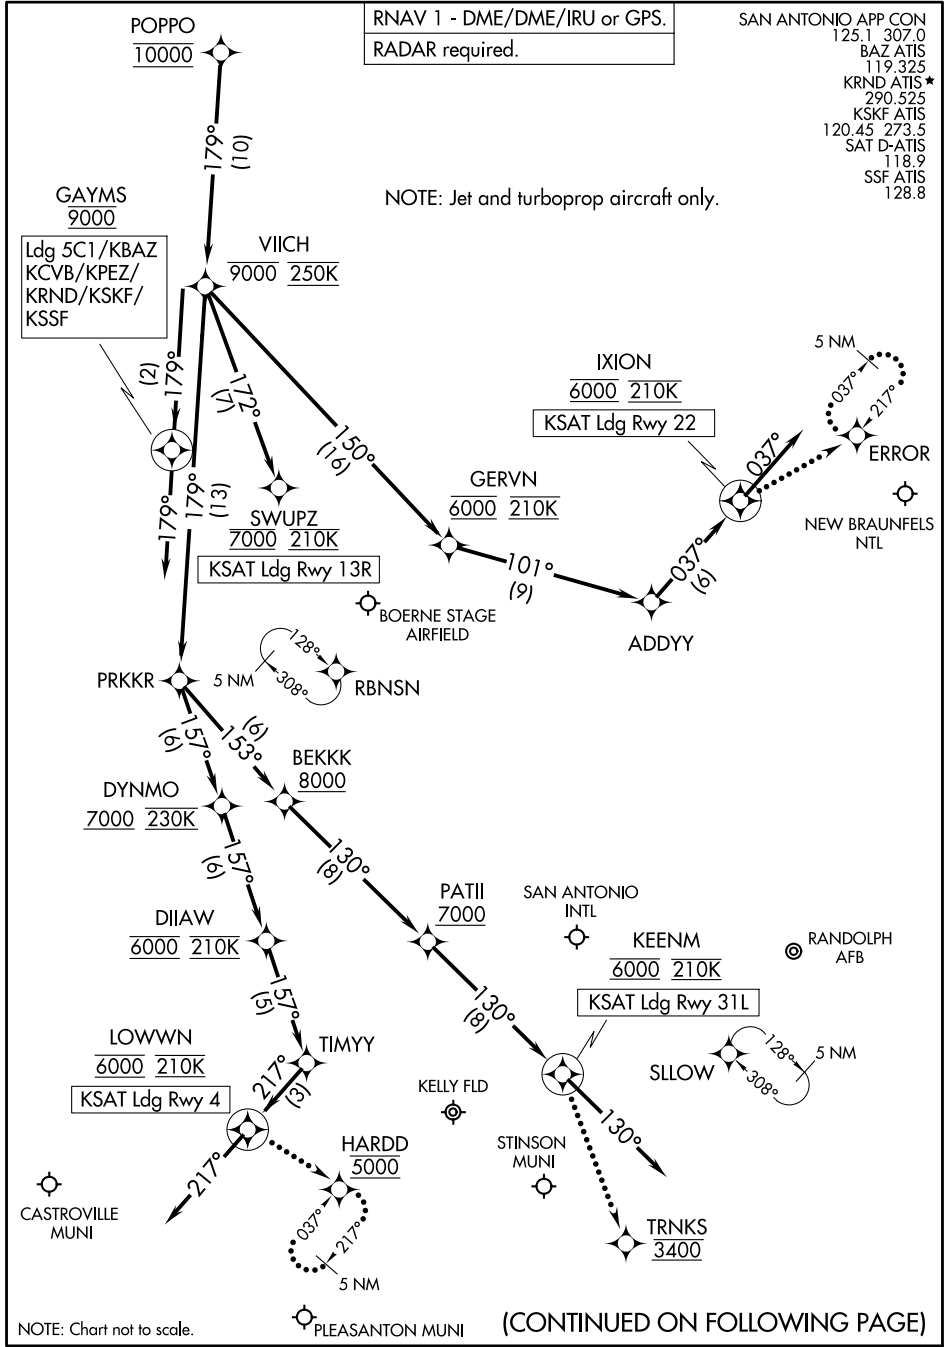 POPPO
10000
RNAV 1 - DME/DME/IRU or GPS.
RADAR required.
SAN ANTONIO APP CON
125.1 307.0
BAZ ATIS
119.325
KRND ATIS★
290.525
KSKF ATIS
120.45 273.5
SAT D-ATIS
118.9
SSF ATIS
128.8
179°
(10)
NOTE: Jet and turboprop aircraft only.
GAYMS
9000
Ldg 5C1/KBAZ
KCVB/KPEZ/
KRND/KSKF/
KSSF
VIICH
9000 250K
(2)
179°
172°
(7)
150°
(16)
179°
(13)
179°
IXION
6000 210K
KSAT Ldg Rwy 22
037°
5 NM
037°
217°
ERROR
NEW BRAUNFELS
NTL
GERVN
6000 210K
SWUPZ
7000 210K
KSAT Ldg Rwy 13R
101°
(9)
037°
(6)
ADDYY
BOERNE STAGE
AIRFIELD
PRKKR
5 NM
128°
308°
RBNSN
157°
(6)
(6)
153°
BEKKK
8000
DYNMO
7000 230K
157°
(6)
130°
(8)
DIIAW
6000 210K
PATII
7000
SAN ANTONIO
INTL
RANDOLPH
AFB
KEENM
6000 210K
KSAT Ldg Rwy 31L
157°
(5)
130°
(8)
LOWWN
6000 210K
KSAT Ldg Rwy 4
TIMYY
217°
(3)
KELLY FLD
SLLOW
128°
308°
5 NM
130°
217°
HARDD
5000
037°
217°
5 NM
STINSON
MUNI
CASTROVILLE
MUNI
TRNKS
3400
NOTE: Chart not to scale.
PLEASANTON MUNI
(CONTINUED ON FOLLOWING PAGE)